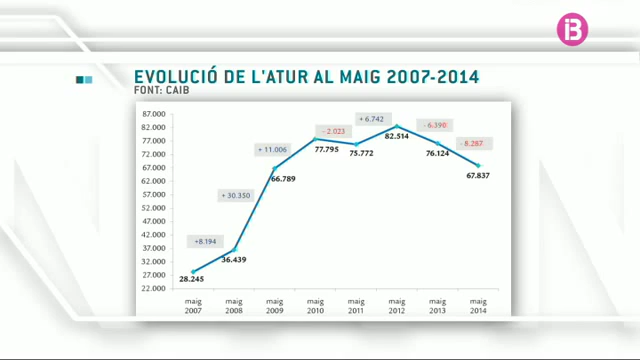 IB
EVOLUCIÓ DE L'ATUR AL MAIG 2007-2014
FONT: CAIB
87.000
82.000
77.000
72.000
67.000
62.000
57.000
52.000
47.000
42.000
37.000
32.000
27.000
22.000
+8.194
+ 30.350
+ 11.006
- 2.023
+ 6.742
- 6.390
- 8.287
28.245
36.439
66.789
77.795
75.772
82.514
76.124
67.837
maig 2007
maig 2008
maig 2009
maig 2010
maig 2011
maig 2012
maig 2013
maig 2014